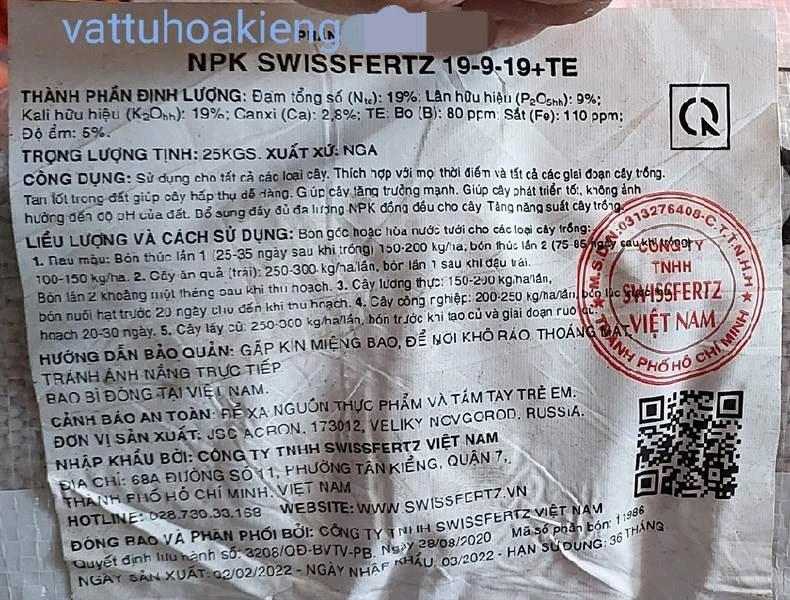 vattuhoakieng
PHÂN
NPK SWISSFERTZ 19-9-19+TE
THÀNH PHẦN ĐỊNH LƯỢNG: Đạm tổng số (Nts): 19%; Lân hữu hiệu (P2O5hh): 9%;
Kali hữu hiệu (K2Ohh): 19%; Canxi (Ca): 2,8%; TE: Bo (B): 80 ppm; Sắt (Fe): 110 ppm;
Độ ẩm: 5%.
TRỌNG LƯỢNG TỊNH: 25KGS. XUẤT XỨ: NGA
CÔNG DỤNG: Sử dụng cho tất cả các loại cây. Thích hợp với mọi thời điểm và tất cả các giai đoạn cây trồng.
Tan tốt trong đất giúp cây hấp thụ dễ dàng. Giúp cây tăng trưởng mạnh. Giúp cây phát triển tốt, không ảnh
hưởng đến độ pH của đất. Bổ sung đầy đủ đa lượng NPK đồng đều cho cây. Tăng năng suất cây trồng.
LIỀU LƯỢNG VÀ CÁCH SỬ DỤNG: Bón gốc hoặc hòa nước tưới cho các loại cây trồng:
1. Rau màu: Bón thúc lần 1 (25-35 ngày sau khi trồng) 150-200 kg/ha, bón thúc lần 2 (75-85 ngày sau khi trồng)
100-150 kg/ha. 2. Cây ăn quả (trái): 250-300 kg/ha/lần, bón lần 1 sau khi đậu trái.
Bón lần 2 khoảng một tháng sau khi thu hoạch. 3. Cây lương thực: 150-200 kg/ha/lần,
bón nuôi hạt trước 20 ngày cho đến khi thu hoạch. 4. Cây công nghiệp: 200-250 kg/ha/lần, bón lúc
hoạch 20-30 ngày. 5. Cây lấy củ: 250-300 kg/ha/lần, bón trước khi tạo củ và giai đoạn nuôi củ.
HƯỚNG DẪN BẢO QUẢN: GẤP KÍN MIỆNG BAO, ĐỂ NƠI KHÔ RÁO, THOÁNG MÁT,
TRÁNH ÁNH NẮNG TRỰC TIẾP.
BAO BÌ ĐÓNG TẠI VIỆT NAM.
CẢNH BÁO AN TOÀN: ĐỂ XA NGUỒN THỰC PHẨM VÀ TẦM TAY TRẺ EM.
ĐƠN VỊ SẢN XUẤT: JSC ACRON. 173012, VELIKY NOVGOROD, RUSSIA.
NHẬP KHẨU BỞI: CÔNG TY TNHH SWISSFERTZ VIỆT NAM
ĐỊA CHỈ: 68A ĐƯỜNG SỐ 11, PHƯỜNG TÂN KIỂNG, QUẬN 7,
THÀNH PHỐ HỒ CHÍ MINH, VIỆT NAM
HOTLINE: 028.730.33.168 WEBSITE: WWW.SWISSFERTZ.VN
ĐÓNG BAO VÀ PHÂN PHỐI BỞI: CÔNG TY TNHH SWISSFERTZ VIỆT NAM
Quyết định lưu hành số: 3208/QĐ-BVTV-PB. Ngày 28/08/2020 Mã số phân bón: 11986
NGÀY SẢN XUẤT: 02/02/2022 - NGÀY NHẬP KHẨU: 03/2022 - HẠN SỬ DỤNG: 36 THÁNG
M.S.D.N:0313276408-C.T.T.N.H.H
CÔNG TY
TNHH
SWISSFERTZ
VIỆT NAM
THÀNH PHỐ HỒ CHÍ MINH